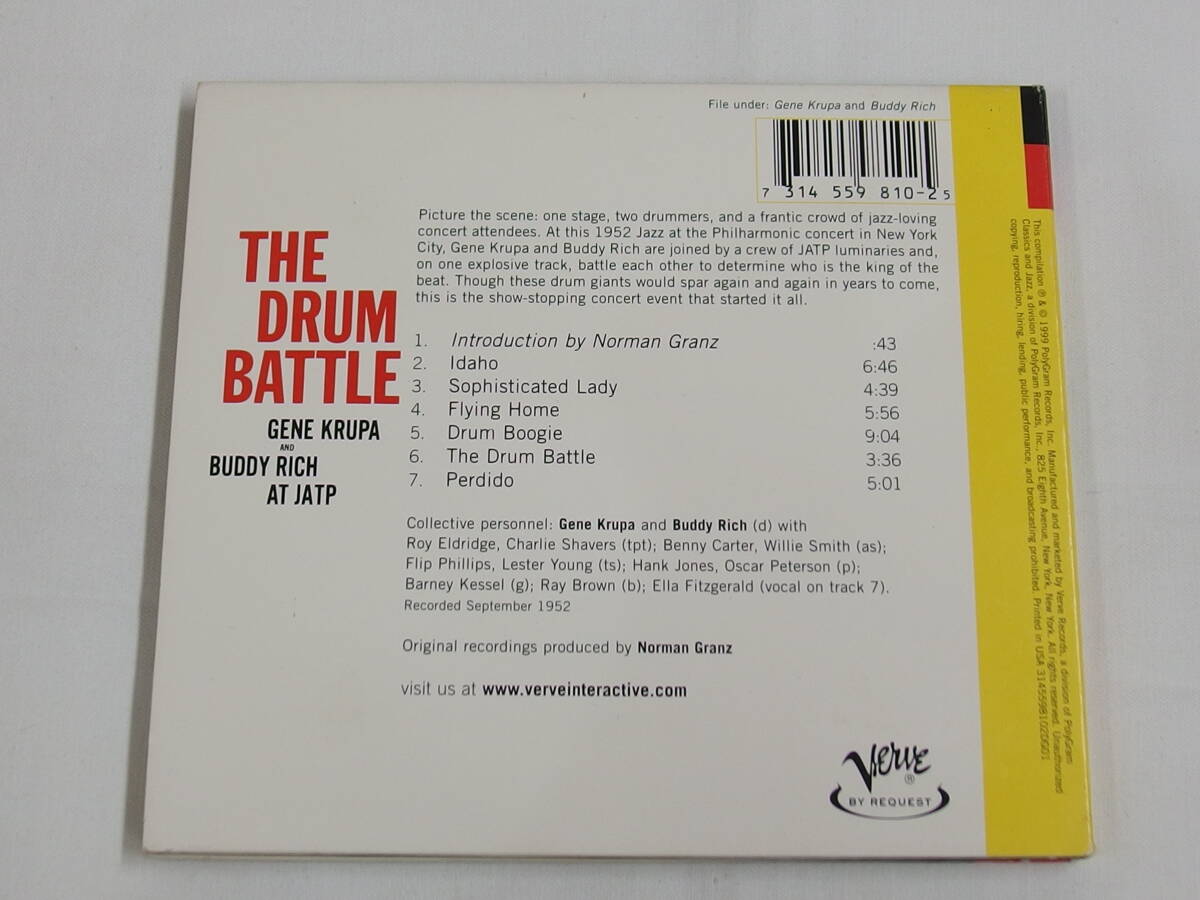 File under: Gene Krupa and Buddy Rich
7 314 559 810-2 5
THE
DRUM
BATTLE
GENE KRUPA
AND
BUDDY RICH
AT JATP
Picture the scene: one stage, two drummers, and a frantic crowd of jazz-loving
concert attendees. At this 1952 Jazz at the Philharmonic concert in New York
City, Gene Krupa and Buddy Rich are joined by a crew of JATP luminaries and,
on one explosive track, battle each other to determine who is the king of the
beat. Though these drum giants would spar again and again in years to come,
this is the show-stopping concert event that started it all.
1. Introduction by Norman Granz :43
2. Idaho 6:46
3. Sophisticated Lady 4:39
4. Flying Home 5:56
5. Drum Boogie 9:04
6. The Drum Battle 3:36
7. Perdido 5:01
Collective personnel: Gene Krupa and Buddy Rich (d) with
Roy Eldridge, Charlie Shavers (tpt); Benny Carter, Willie Smith (as);
Flip Phillips, Lester Young (ts); Hank Jones, Oscar Peterson (p);
Barney Kessel (g); Ray Brown (b); Ella Fitzgerald (vocal on track 7).
Recorded September 1952
Original recordings produced by Norman Granz
visit us at www.verveinteractive.com
Verve ®
BY REQUEST
This compilation ℗ & © 1999 PolyGram Records, Inc. Manufactured and marketed by Verve Records, a division of PolyGram
Classics and Jazz, a division of PolyGram Records, Inc., 825 Eighth Avenue, New York, New York. All rights reserved. Unauthorized
copying, reproduction, hiring, lending, public performance, and broadcasting prohibited. Printed in USA 3145598102DG01